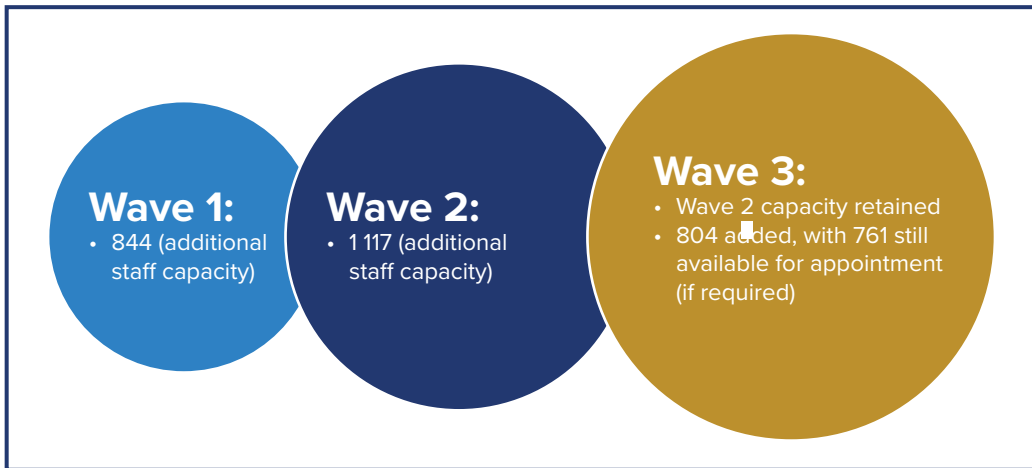 Wave 1:
• 844 (additional
staff capacity)
Wave 2:
• 1 117 (additional
staff capacity)
Wave 3:
• Wave 2 capacity retained
• 804 added, with 761 still
available for appointment
(if required)